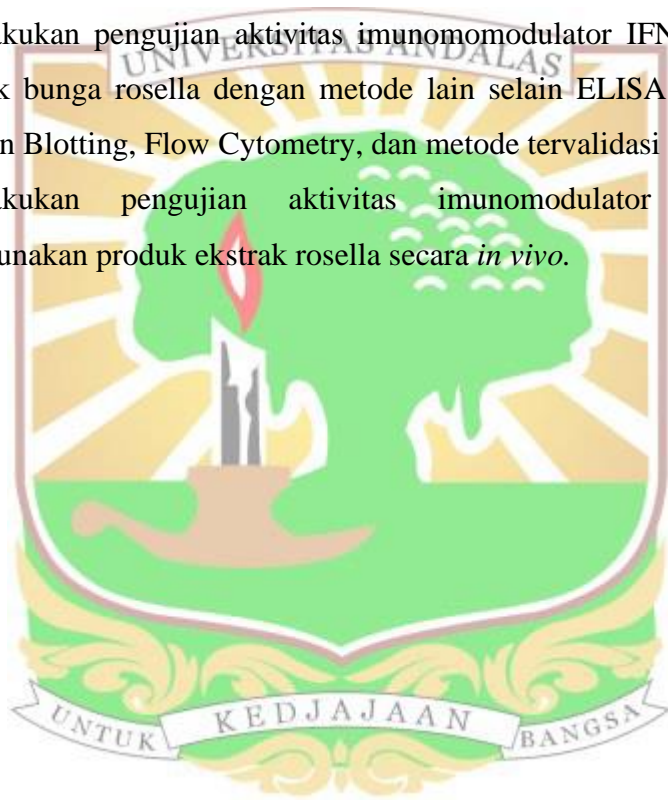 akukan pengujian aktivitas imunomomodulator IFN
UNIVERSITAS ANDALAS
k bunga rosella dengan metode lain selain ELISA
n Blotting, Flow Cytometry, dan metode tervalidasi
akukan pengujian aktivitas imunomodulator
unakan produk ekstrak rosella secara in vivo.
UNTUK KEDJAJAAN BANGSA